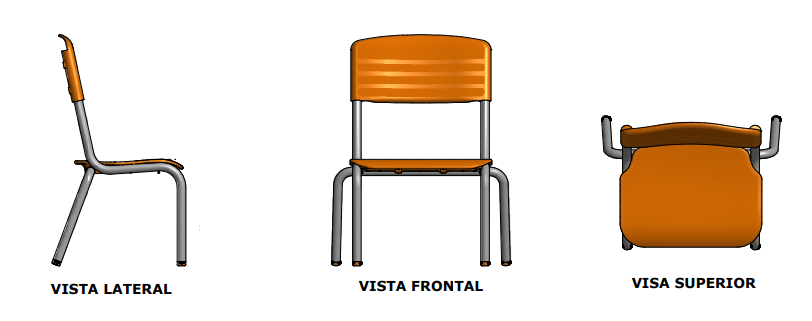 VISTA LATERAL
VISTA FRONTAL
VISA SUPERIOR